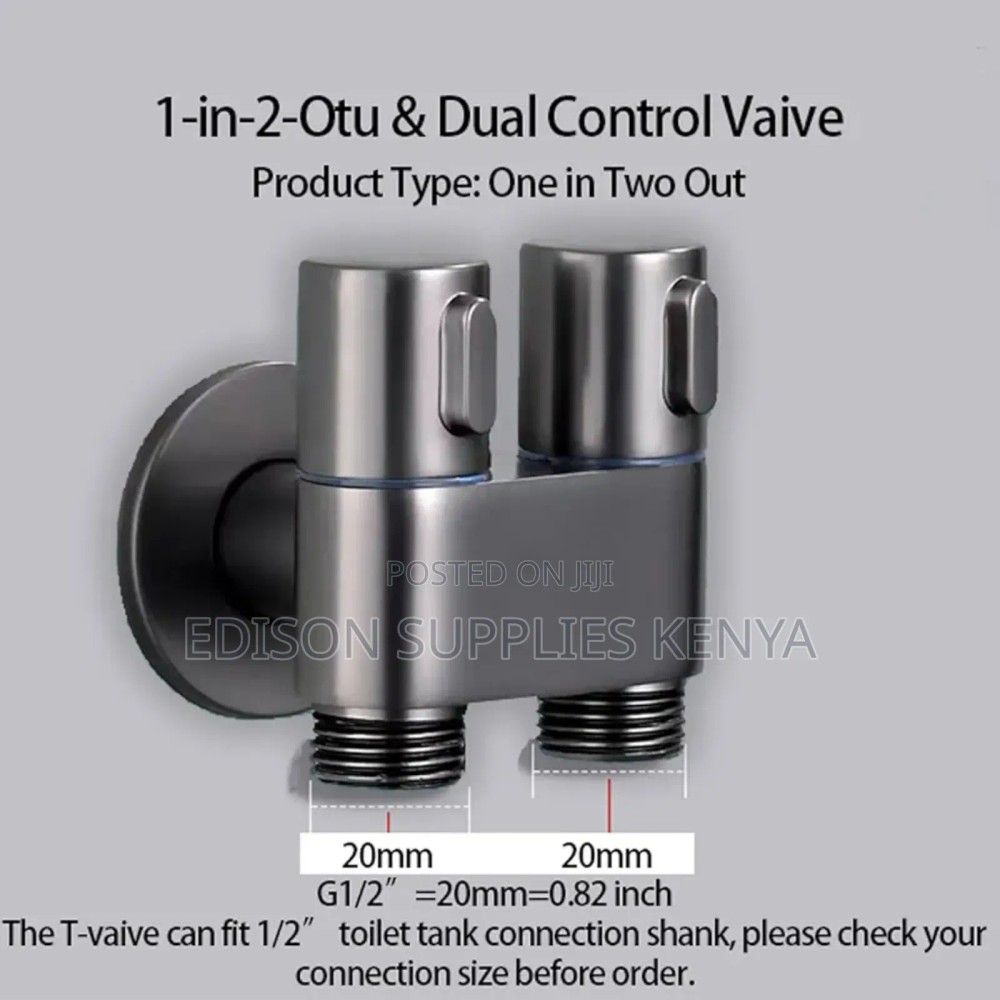 1-in-2-Otu & Dual Control Vaive
Product Type: One in Two Out
POSTED ON JIJI
EDISON SUPPLIES KENYA
20mm 20mm
G1/2″ =20mm=0.82 inch
The T-vaive can fit 1/2″ toilet tank connection shank, please check your
connection size before order.